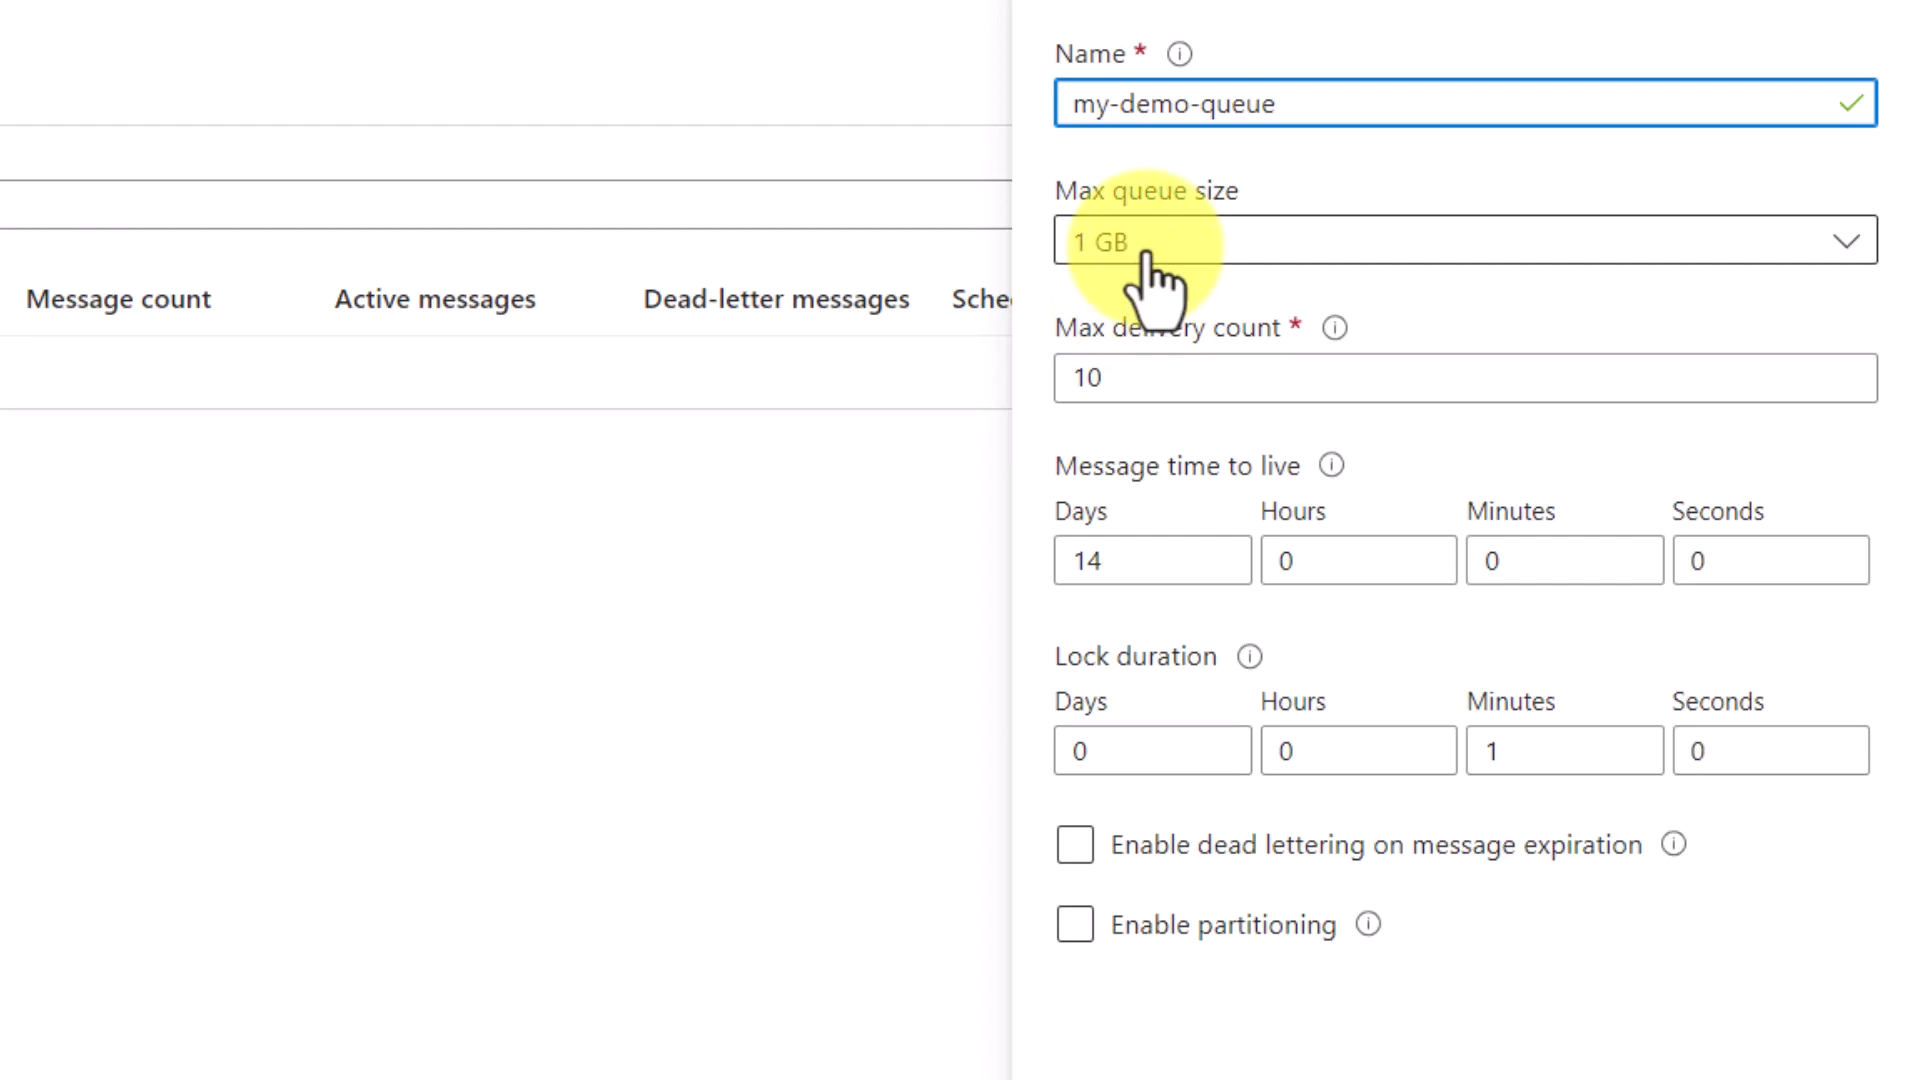 Name *
my-demo-queue
Max queue size
1 GB
Message count Active messages Dead-letter messages Sche
Max delivery count *
10
Message time to live
Days Hours Minutes Seconds
14 0 0 0
Lock duration
Days Hours Minutes Seconds
0 0 1 0
Enable dead lettering on message expiration
Enable partitioning